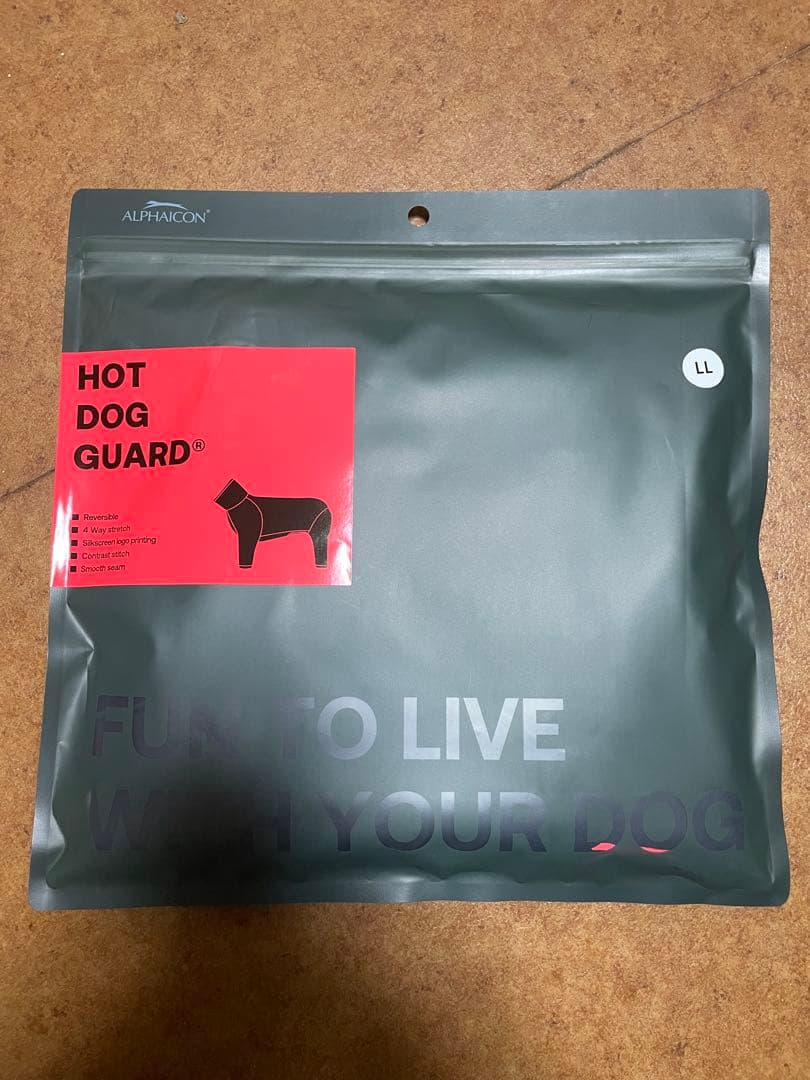 ALPHAICON®
LL
HOT
DOG
GUARD®
Reversible
4 Way stretch
Silkscreen logo printing
Contrast stitch
Smooth seam
FUN TO LIVE
WITH YOUR DOG